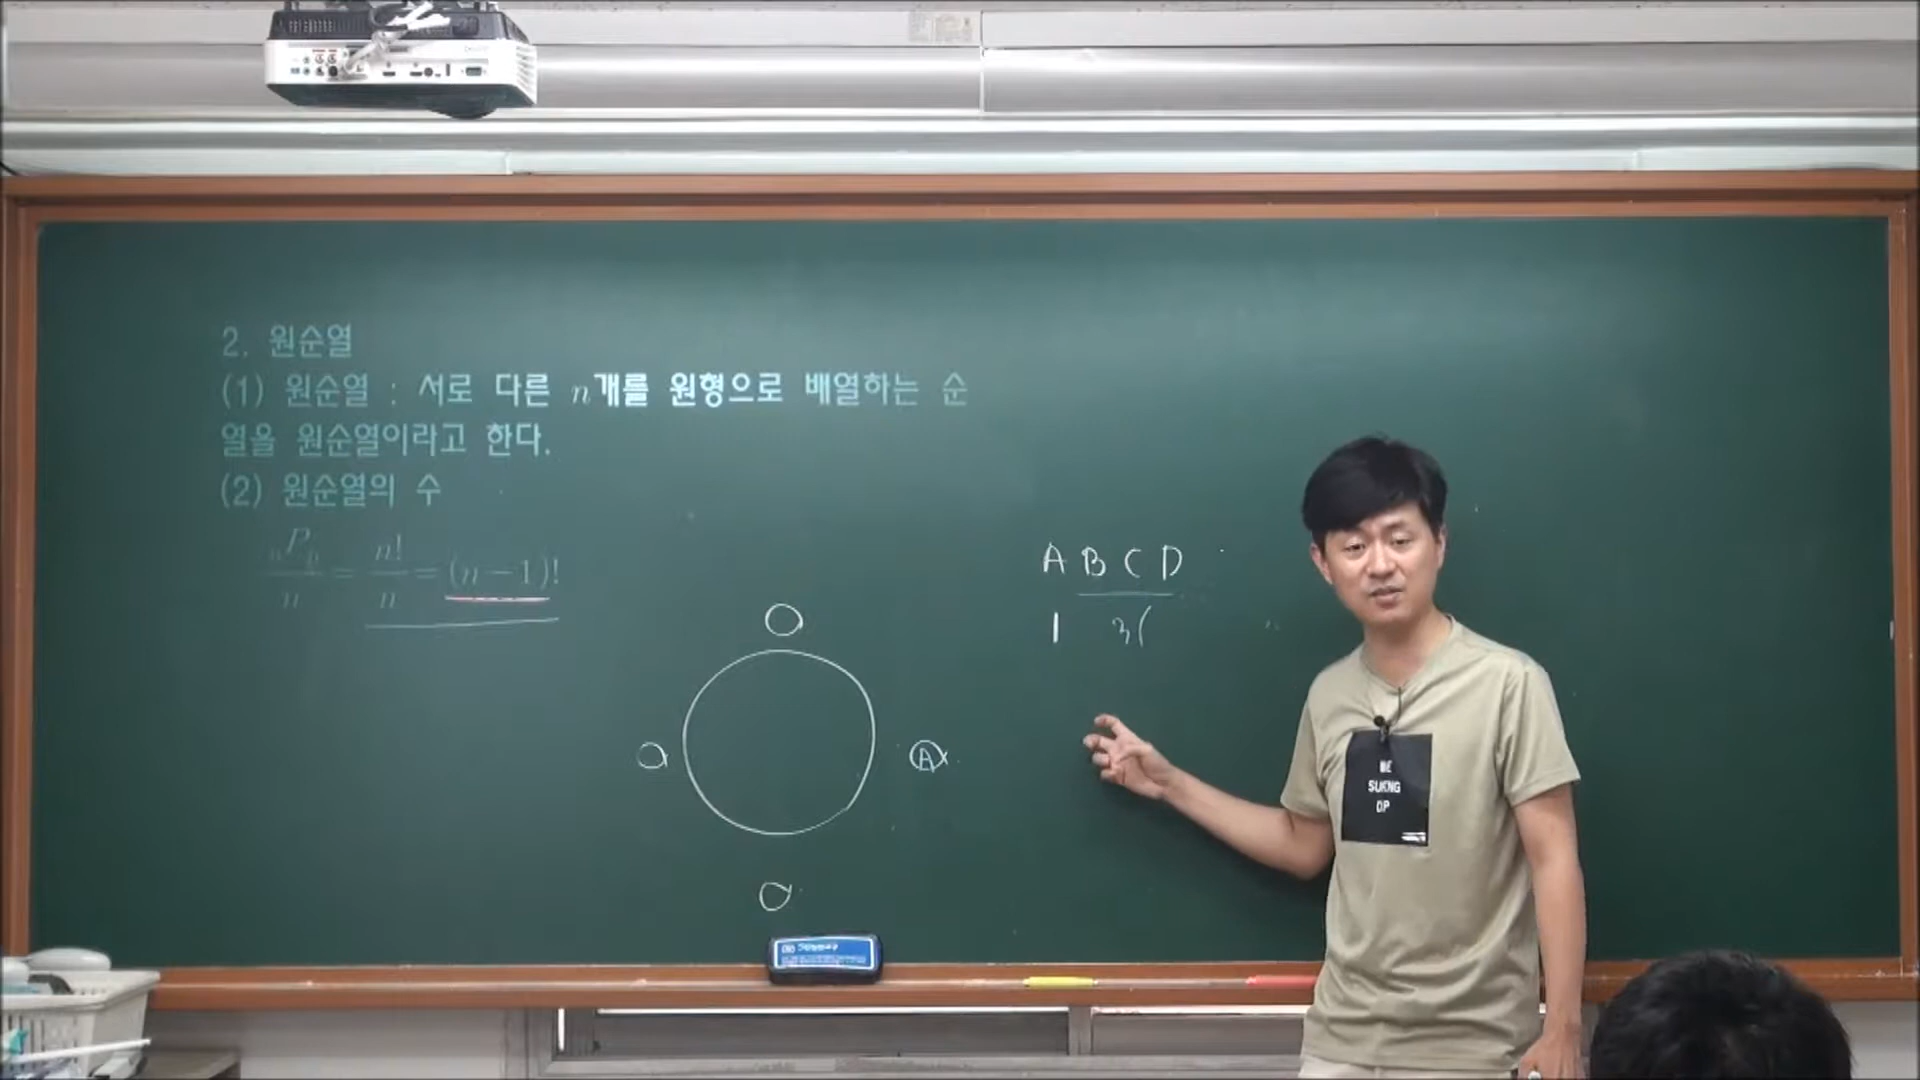 2. 원순열
(1) 원순열 : 서로 다른 n개를 원형으로 배열하는 순
열을 원순열이라고 한다.
(2) 원순열의 수
nPn/n = n!/n = (n-1)!
A B C D
1 3!
A